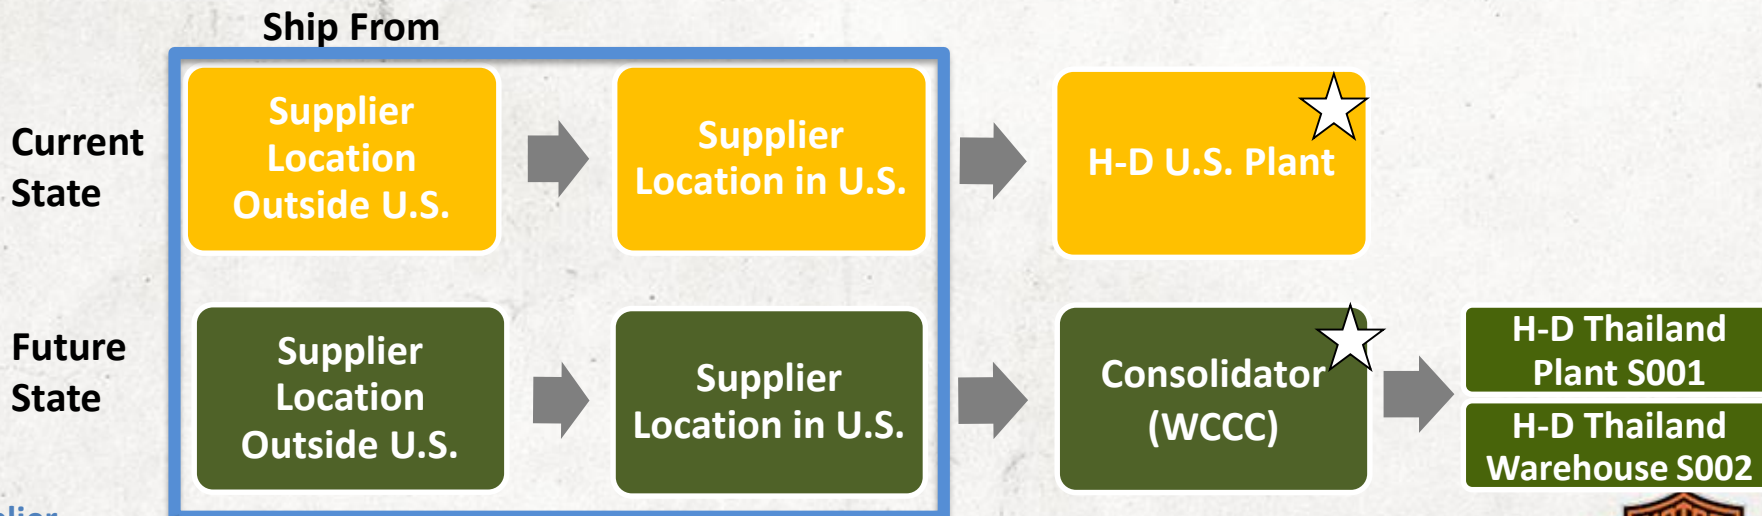 Ship From
Current
State
Supplier
Location
Outside U.S.
Supplier
Location in U.S.
H-D U.S. Plant
Future
State
Supplier
Location
Outside U.S.
Supplier
Location in U.S.
Consolidator
(WCCC)
H-D Thailand
Plant S001
H-D Thailand
Warehouse S002